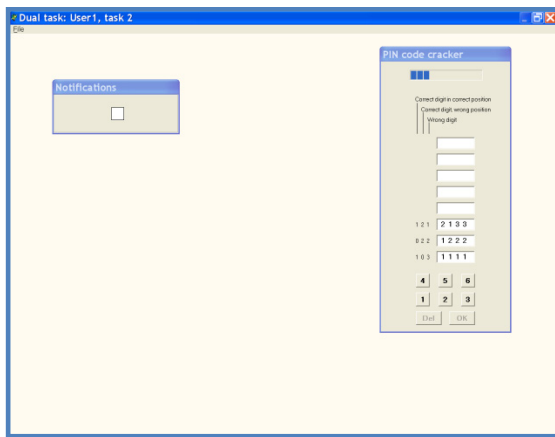 Dual task: User1, task 2
File
Notifications
PIN code cracker
Correct digit in correct position
Correct digit, wrong position
Wrong digit
1 2 1 2 1 3 3
0 2 2 1 2 2 2
1 0 3 1 1 1 1
4 5 6
1 2 3
Del OK